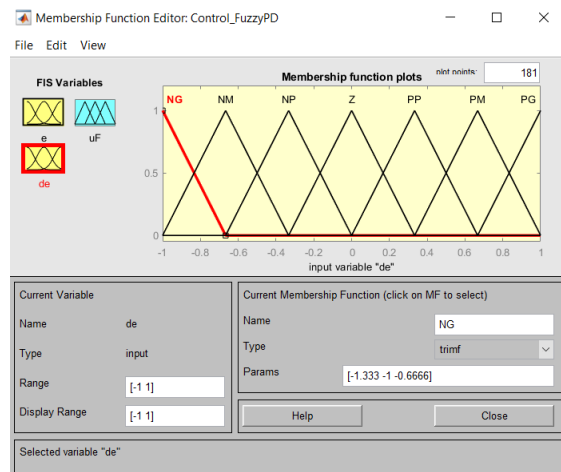 Membership Function Editor: Control_FuzzyPD
File Edit View
FIS Variables
Membership function plots
plot points:
181
e
uF
de
NG NM NP Z PP PM PG
1
0.5
0
-1 -0.8 -0.6 -0.4 -0.2 0 0.2 0.4 0.6 0.8 1
input variable "de"
Current Variable
Name de
Type input
Range [-1 1]
Display Range [-1 1]
Current Membership Function (click on MF to select)
Name NG
Type trimf
Params [-1.333 -1 -0.6666]
Help Close
Selected variable "de"